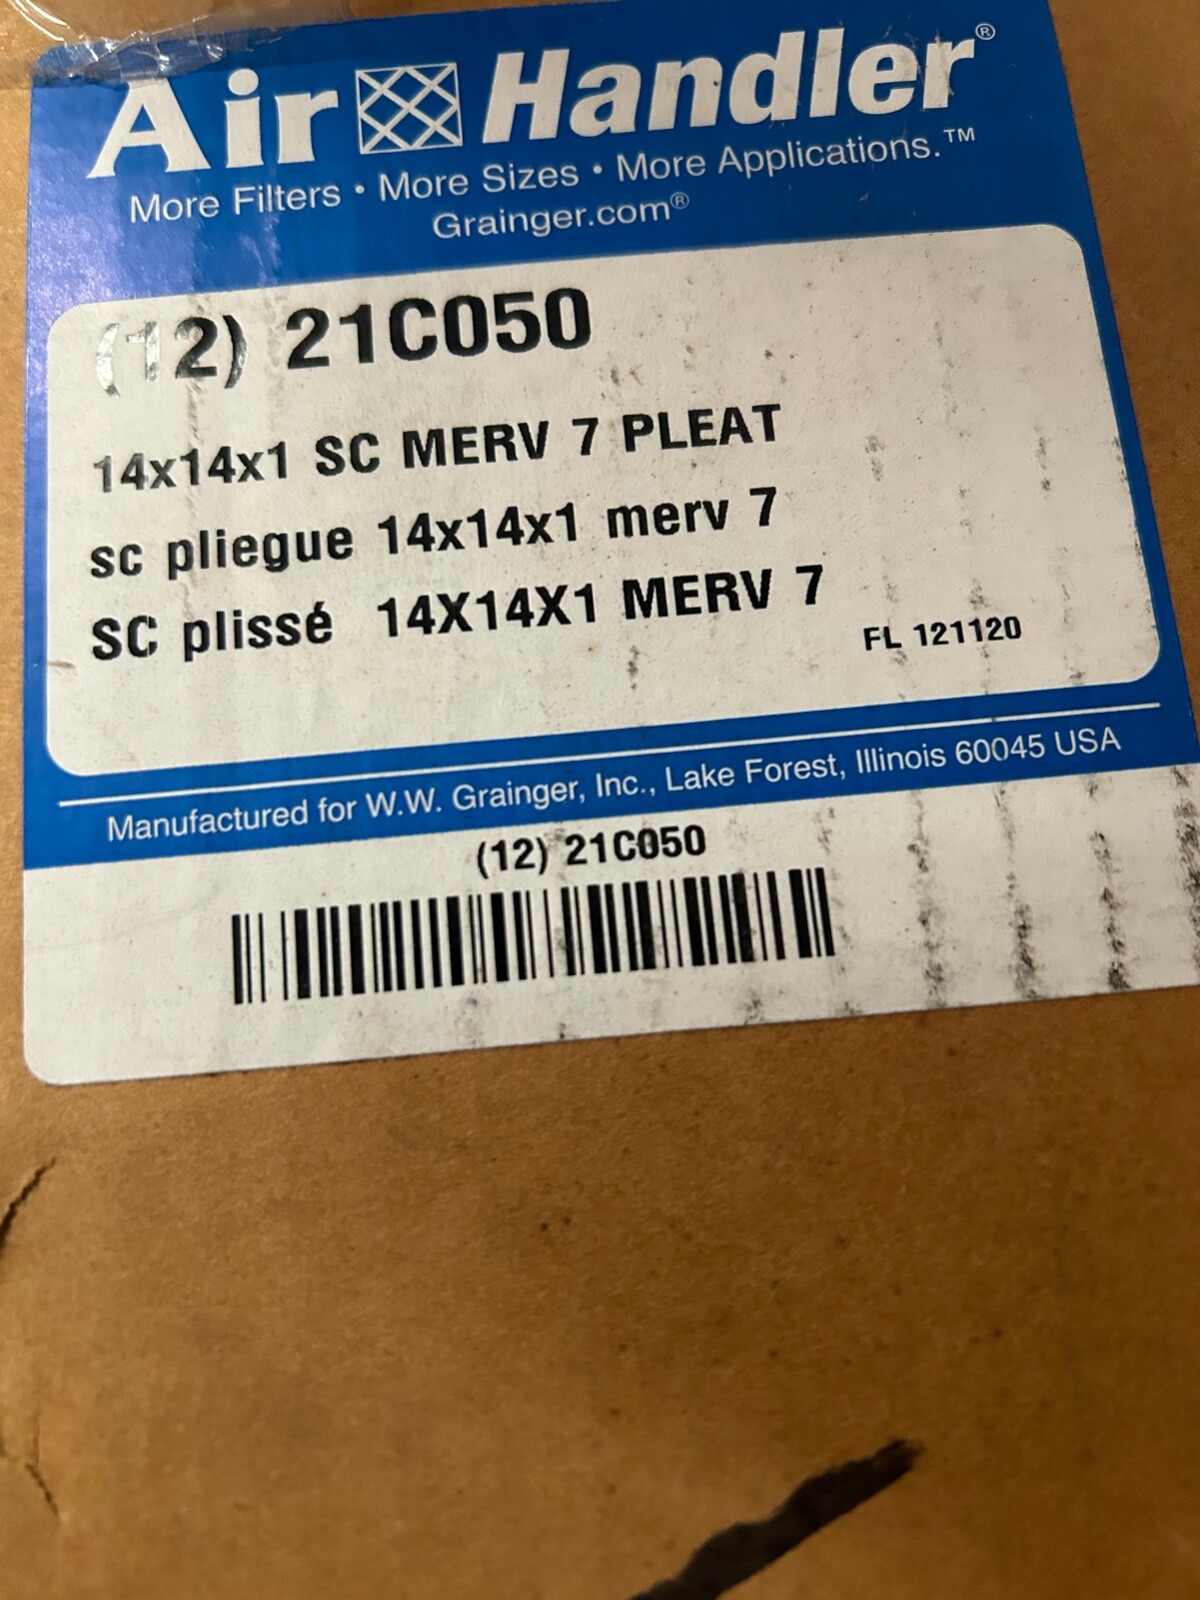 Air Handler®
More Filters • More Sizes • More Applications.™
Grainger.com®
(12) 21C050
14x14x1 SC MERV 7 PLEAT
sc pliegue 14x14x1 merv 7
SC plissé 14X14X1 MERV 7
FL 121120
Manufactured for W.W. Grainger, Inc., Lake Forest, Illinois 60045 USA
(12) 21C050